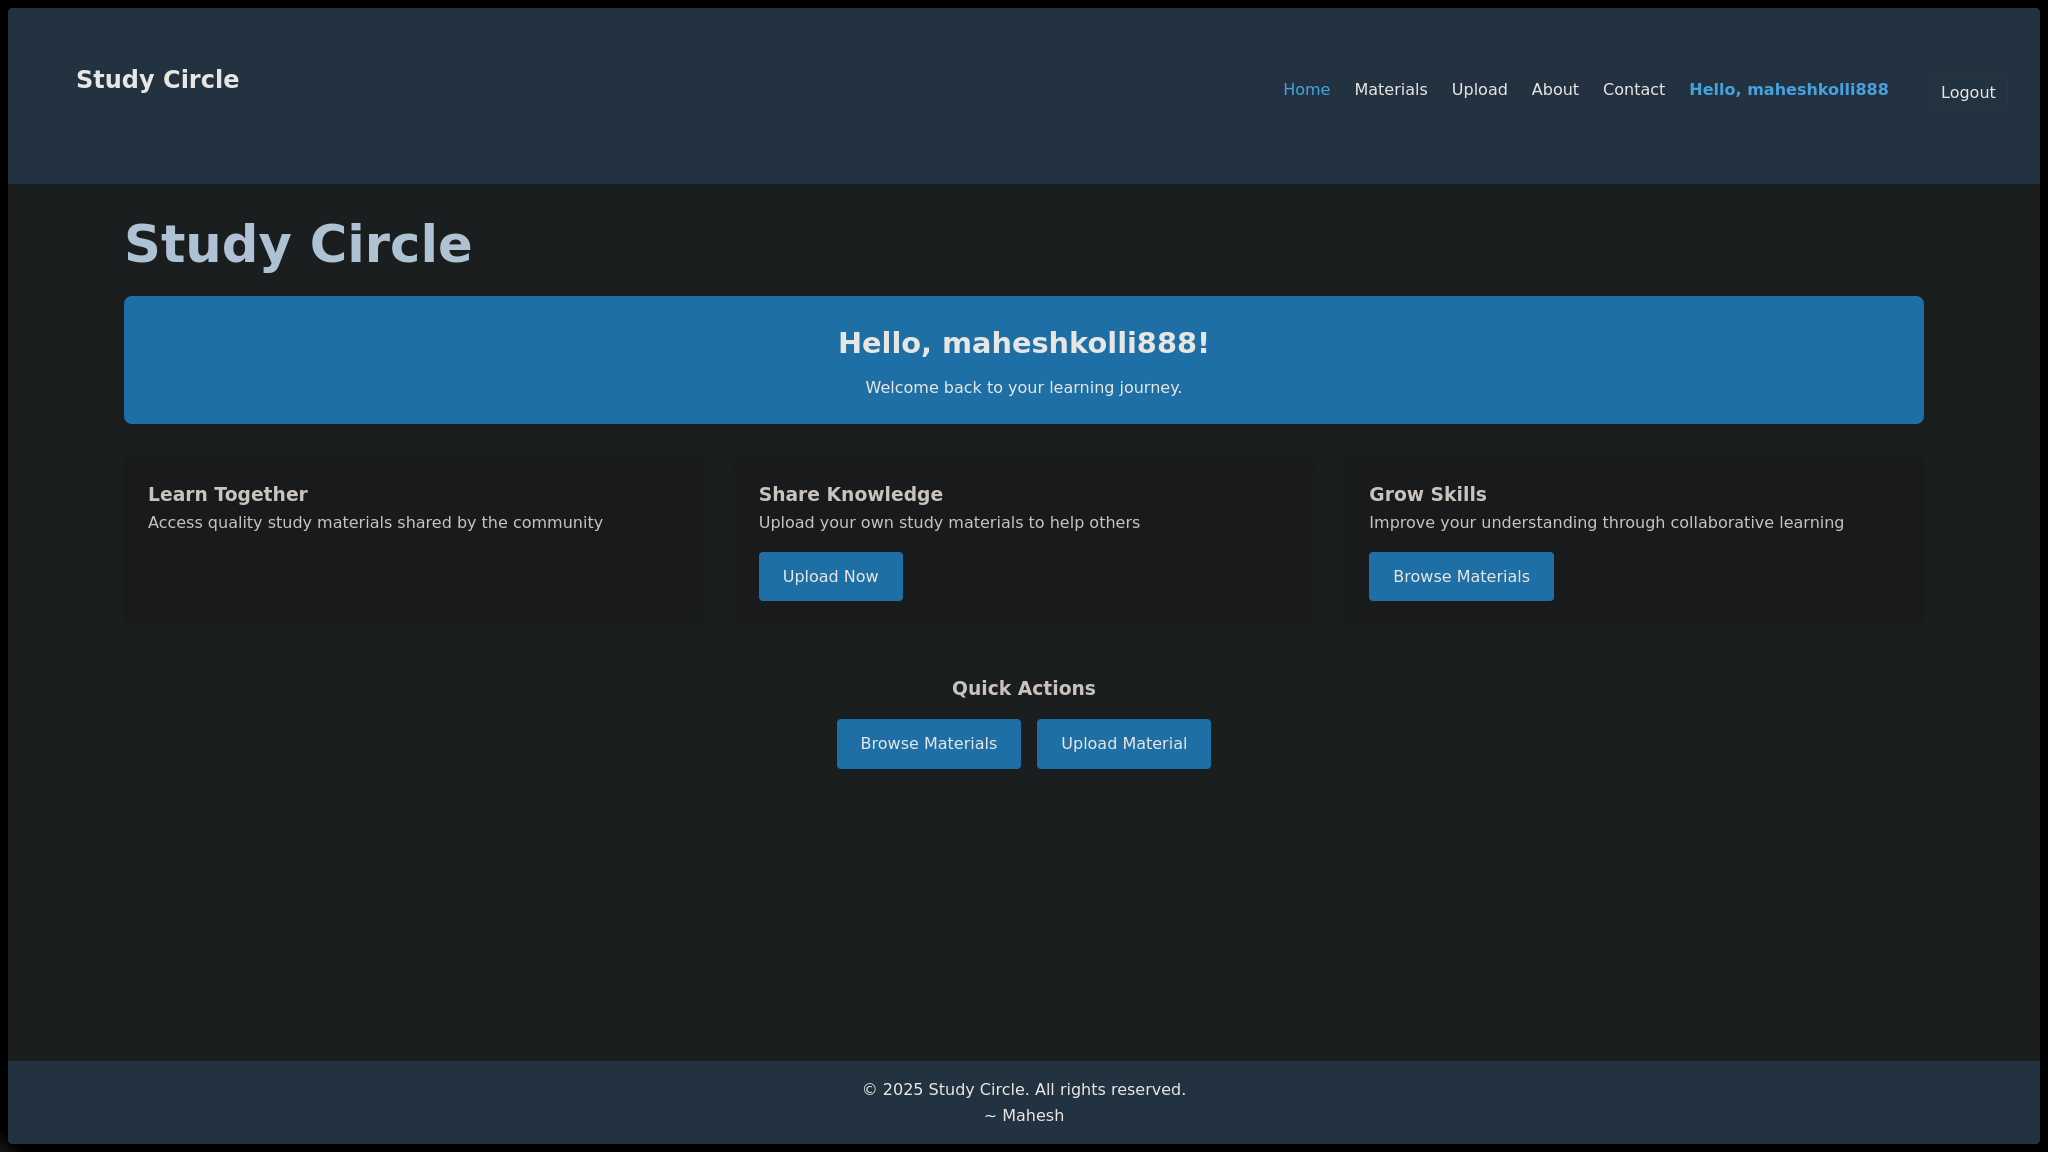 Study Circle
Home Materials Upload About Contact Hello, maheshkolli888 Logout
Study Circle
Hello, maheshkolli888!
Welcome back to your learning journey.
Learn Together
Access quality study materials shared by the community
Share Knowledge
Upload your own study materials to help others
Upload Now
Grow Skills
Improve your understanding through collaborative learning
Browse Materials
Quick Actions
Browse Materials Upload Material
© 2025 Study Circle. All rights reserved.
~ Mahesh